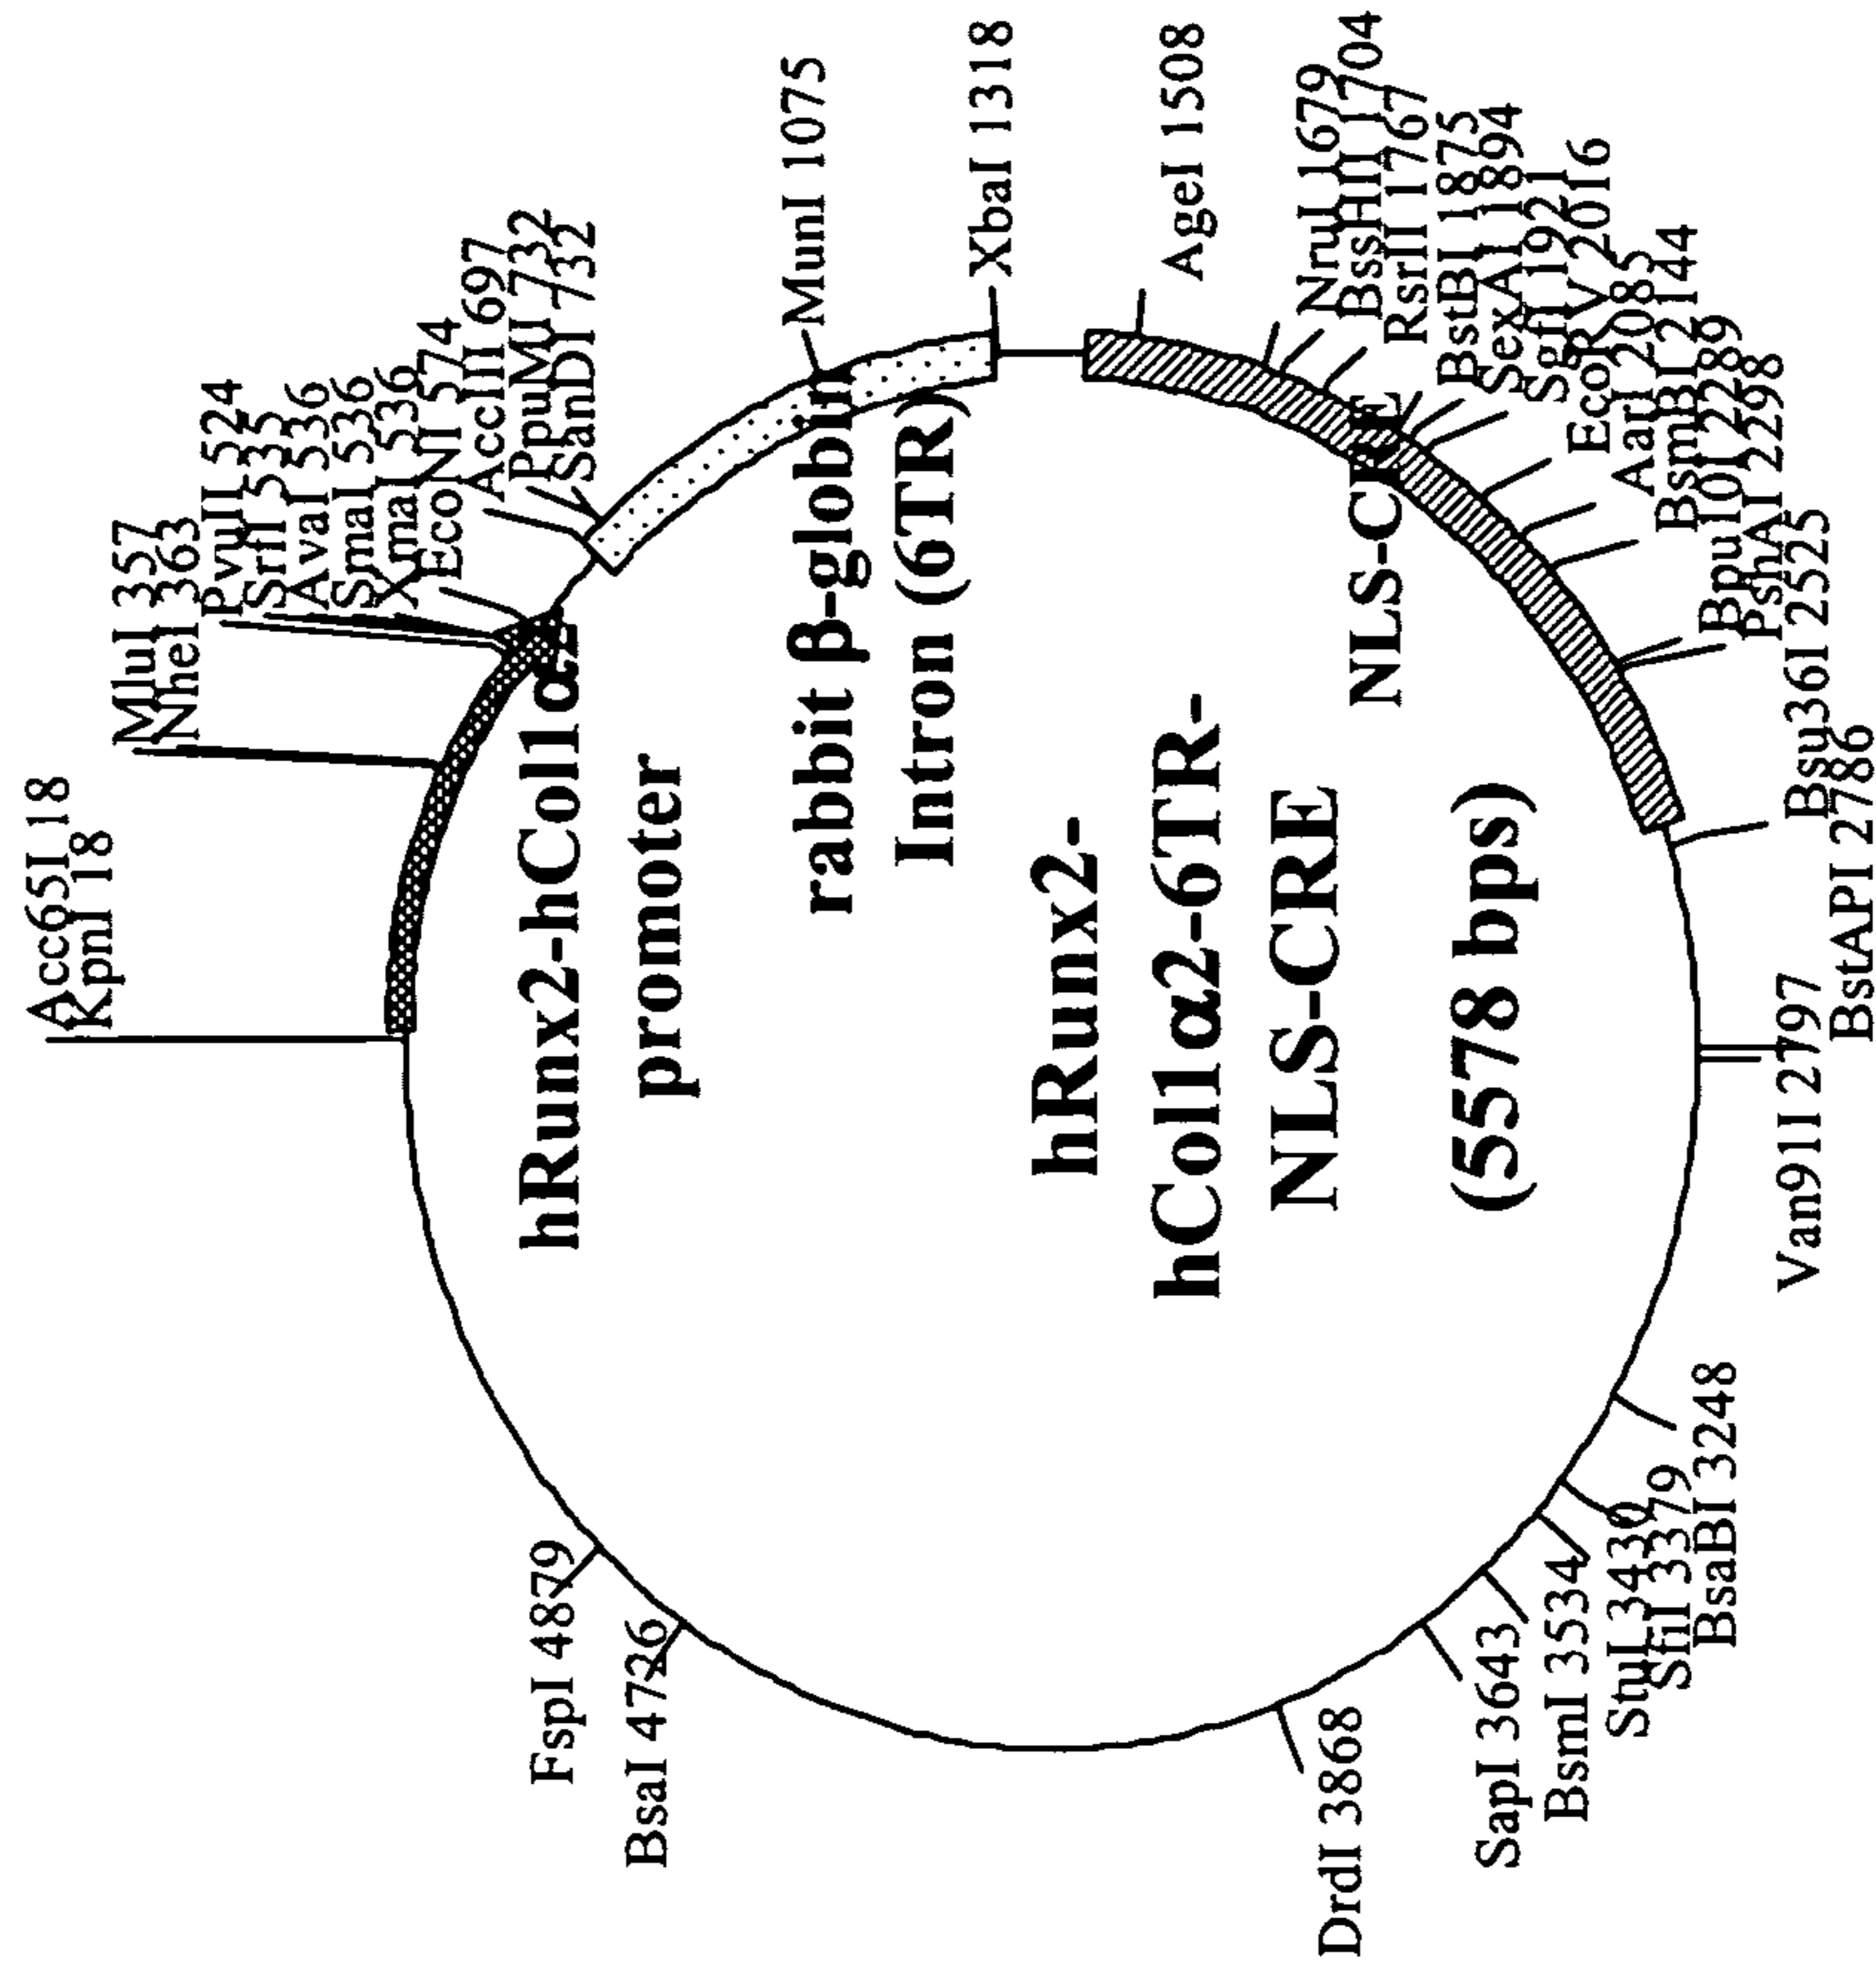 Acc65I 18
KpnI 18
MluI 357
NheI 363
PvuII 524
SrfI 535
AvaI 536
SmaI 536
XmaI 536
EcoNI 574
AccIII 697
PpuMI 732
SanDI 732
MunI 1075
XbaI 1318
AgeI 1508
NruI 1679
BssHII 1704
RsrII 1767
BstBI 1875
SexAI 1894
SgfI 1921
EcoRV 2016
AarI 2085
BsmBI 2144
Bpu10I 2289
PshAI 2298
Bsu36I 2525
BstAPI 2786
Van91I 2797
BsaBI 3248
SfiI 3379
StuI 3430
BsmI 3534
SapI 3643
DrdI 3868
BsaI 4736
FspI 4879
hRunx2-hColl1α2
promoter
rabbit β-globin
Intron (6TR)
NLS-CRE
hRunx2-
hColl1α2-6TR-
NLS-CRE
(5578 bps)